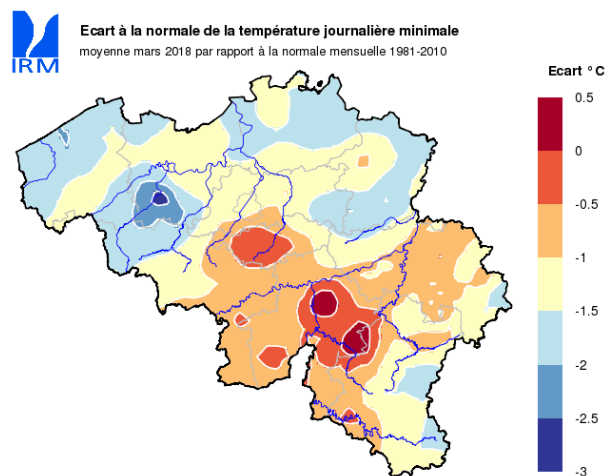 Ecart à la normale de la température journalière minimale
moyenne mars 2018 par rapport à la normale mensuelle 1981-2010
IRM
Ecart °C
0.5
0
-0.5
-1
-1.5
-2
-2.5
-3